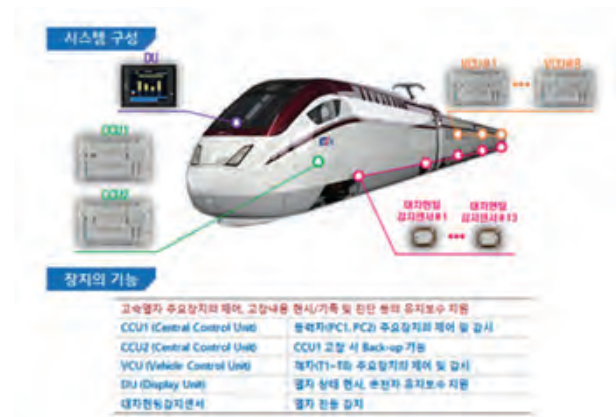 시스템 구성
DU
VCU#1
VCU#8
CCU1
CCU2
대차헌팅
감지센서#1
대차헌팅
감지센서#13
장치의 기능
고속열차 주요장치의 제어, 고장내용 현시/기록 및 진단 등의 유지보수 지원
CCU1 (Central Control Unit)
동력차(PC1, PC2) 주요장치의 제어 및 감시
CCU2 (Central Control Unit)
CCU1 고장 시 Back-up 기능
VCU (Vehicle Control Unit)
객차(T1~T8) 주요장치의 제어 및 감시
DU (Display Unit)
열차 상태 현시, 운전자 유지보수 지원
대차헌팅감지센서
열차 진동 감지